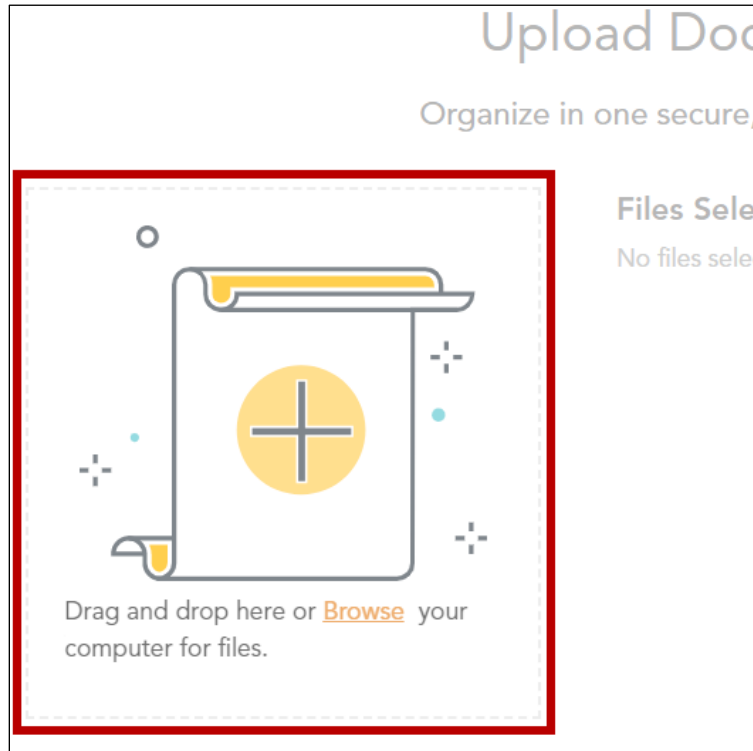 Upload Doc
Organize in one secure,
Files Sele
No files sele
Drag and drop here or Browse your
computer for files.